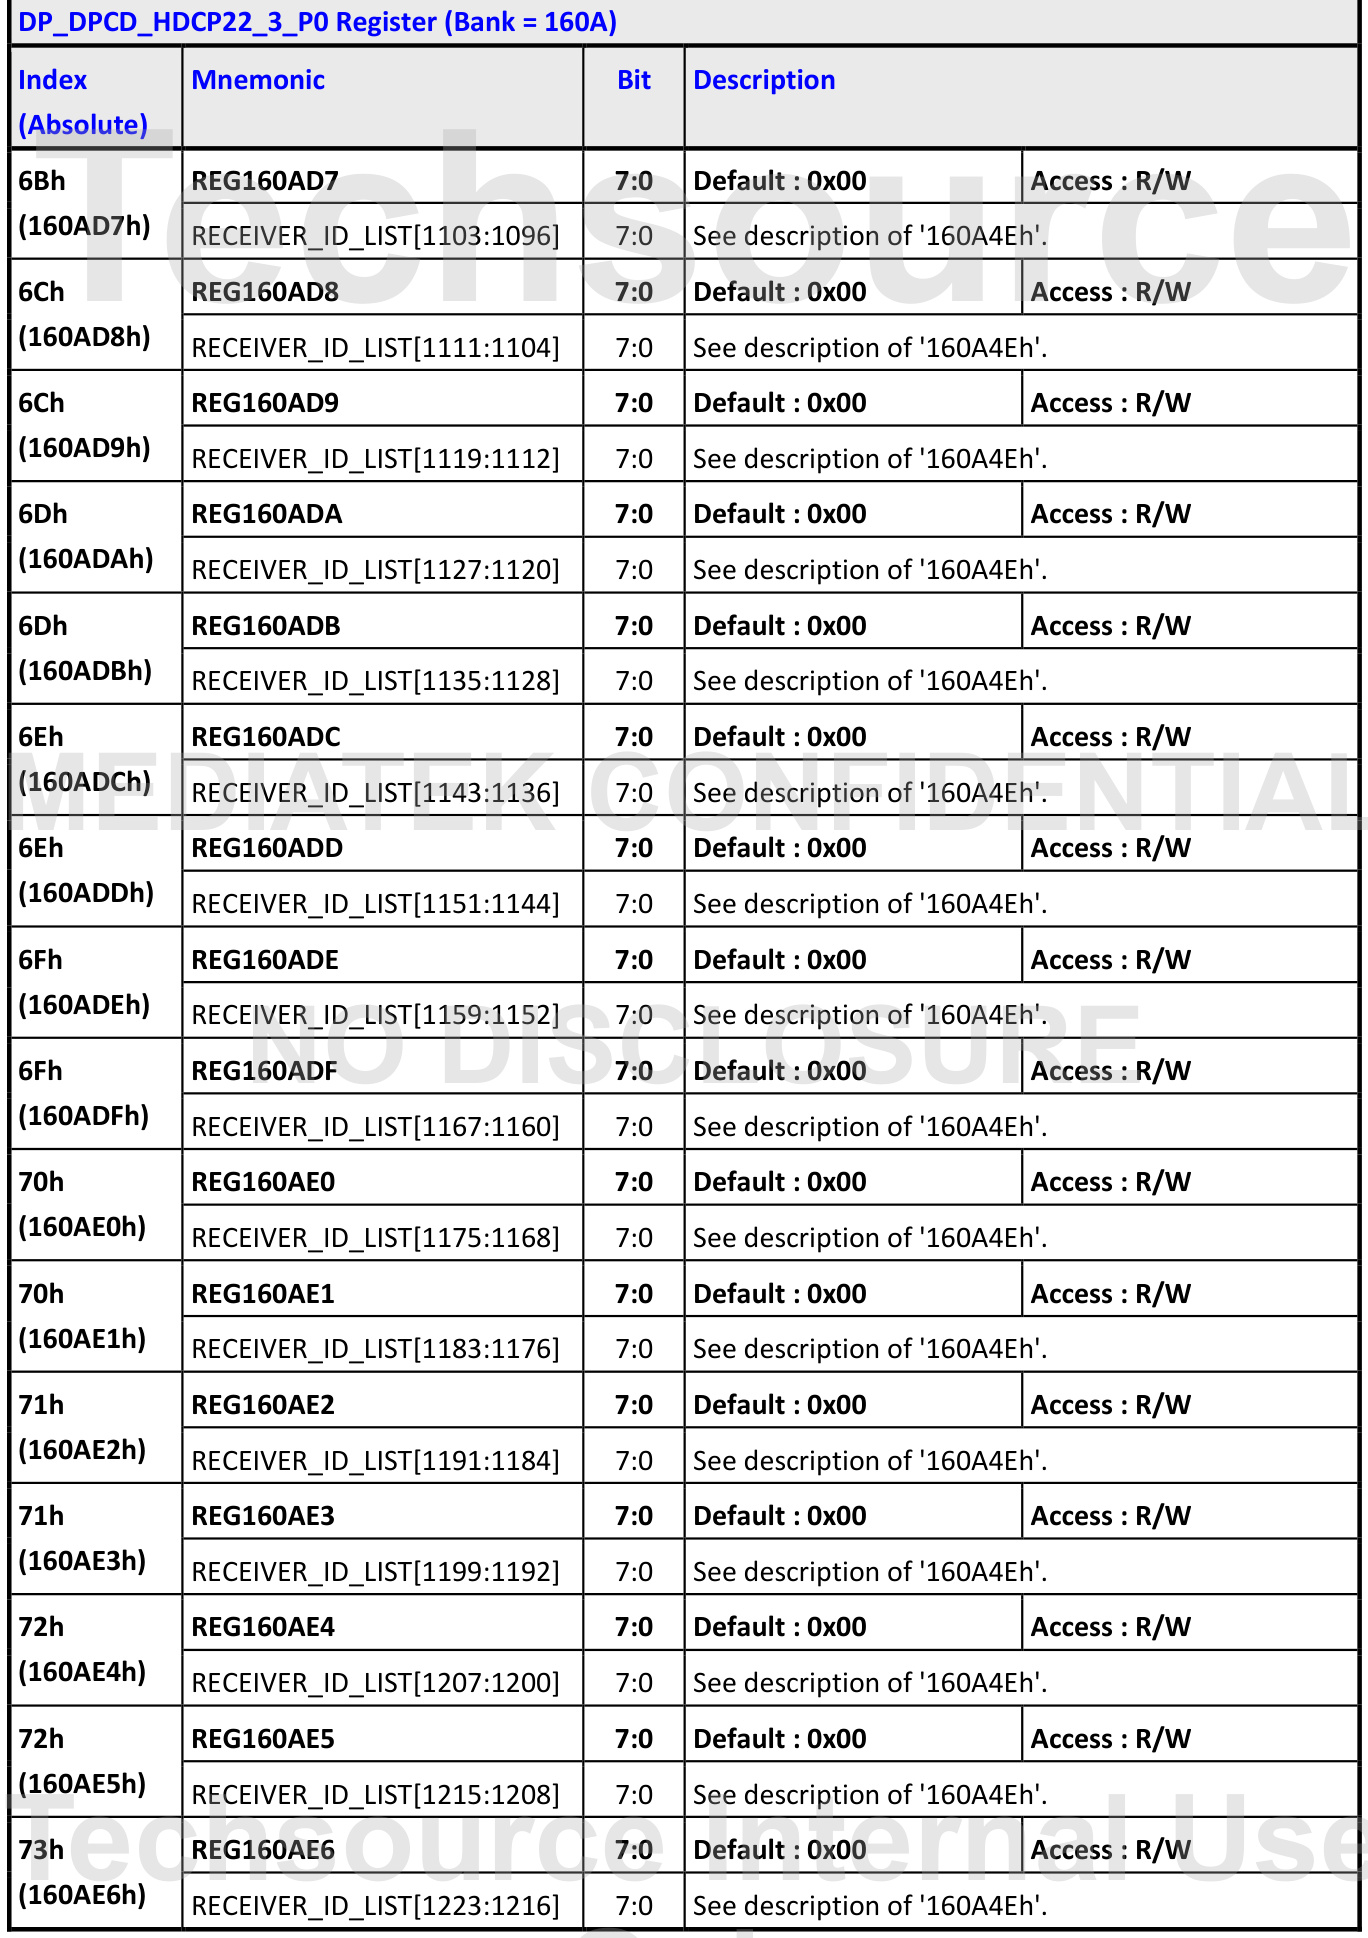 DP_DPCD_HDCP22_3_P0 Register (Bank = 160A)
Index Mnemonic Bit Description
(Absolute)
6Bh REG160AD7 7:0 Default : 0x00 Access : R/W
(160AD7h) RECEIVER_ID_LIST[1103:1096] 7:0 See description of '160A4Eh'.
Techsource
6Ch REG160AD8 7:0 Default : 0x00 Access : R/W
(160AD8h) RECEIVER_ID_LIST[1111:1104] 7:0 See description of '160A4Eh'.
6Ch REG160AD9 7:0 Default : 0x00 Access : R/W
(160AD9h) RECEIVER_ID_LIST[1119:1112] 7:0 See description of '160A4Eh'.
6Dh REG160ADA 7:0 Default : 0x00 Access : R/W
(160ADAh) RECEIVER_ID_LIST[1127:1120] 7:0 See description of '160A4Eh'.
6Dh REG160ADB 7:0 Default : 0x00 Access : R/W
(160ADBh) RECEIVER_ID_LIST[1135:1128] 7:0 See description of '160A4Eh'.
6Eh REG160ADC 7:0 Default : 0x00 Access : R/W
(160ADCh) RECEIVER_ID_LIST[1143:1136] 7:0 See description of '160A4Eh'.
MEDIATEK CONFIDENTIAL
6Eh REG160ADD 7:0 Default : 0x00 Access : R/W
(160ADDh) RECEIVER_ID_LIST[1151:1144] 7:0 See description of '160A4Eh'.
6Fh REG160ADE 7:0 Default : 0x00 Access : R/W
(160ADEh) RECEIVER_ID_LIST[1159:1152] 7:0 See description of '160A4Eh'.
NO DISCLOSURE
6Fh REG160ADF 7:0 Default : 0x00 Access : R/W
(160ADFh) RECEIVER_ID_LIST[1167:1160] 7:0 See description of '160A4Eh'.
70h REG160AE0 7:0 Default : 0x00 Access : R/W
(160AE0h) RECEIVER_ID_LIST[1175:1168] 7:0 See description of '160A4Eh'.
70h REG160AE1 7:0 Default : 0x00 Access : R/W
(160AE1h) RECEIVER_ID_LIST[1183:1176] 7:0 See description of '160A4Eh'.
71h REG160AE2 7:0 Default : 0x00 Access : R/W
(160AE2h) RECEIVER_ID_LIST[1191:1184] 7:0 See description of '160A4Eh'.
71h REG160AE3 7:0 Default : 0x00 Access : R/W
(160AE3h) RECEIVER_ID_LIST[1199:1192] 7:0 See description of '160A4Eh'.
72h REG160AE4 7:0 Default : 0x00 Access : R/W
(160AE4h) RECEIVER_ID_LIST[1207:1200] 7:0 See description of '160A4Eh'.
72h REG160AE5 7:0 Default : 0x00 Access : R/W
(160AE5h) RECEIVER_ID_LIST[1215:1208] 7:0 See description of '160A4Eh'.
Techsource Internal Use
73h REG160AE6 7:0 Default : 0x00 Access : R/W
(160AE6h) RECEIVER_ID_LIST[1223:1216] 7:0 See description of '160A4Eh'.